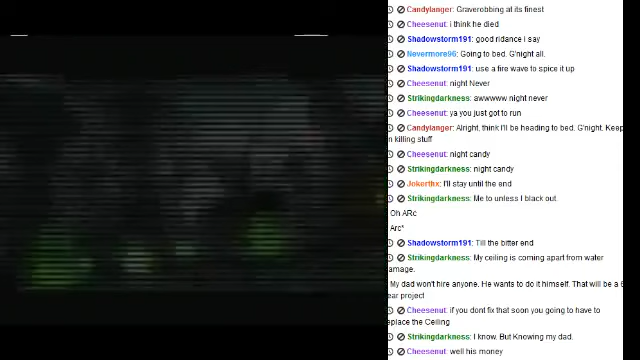 Candylanger: Graverobbing at its finest
Cheesenut: i think he died
Shadowstorm191: good ridance i say
Nevermore96: Going to bed. G'night all.
Shadowstorm191: use a fire wave to spice it up
Cheesenut: night Never
Strikingdarkness: awwwww night never
Cheesenut: ya you just got to run
Candylanger: Alright, think I'll be heading to bed. G'night. Keep
n killing stuff
Cheesenut: night candy
Strikingdarkness: night candy
Jokerthx: I'll stay until the end
Strikingdarkness: Me to unless I black out.
Oh ARc
Arc*
Shadowstorm191: Till the bitter end
Strikingdarkness: My ceiling is coming apart from water
amage.
My dad won't hire anyone. He wants to do it himself. That will be a 6
ear project
Cheesenut: if you dont fix that soon you going to have to
eplace the Ceiling
Strikingdarkness: I know. But Knowing my dad.
Cheesenut: well his money